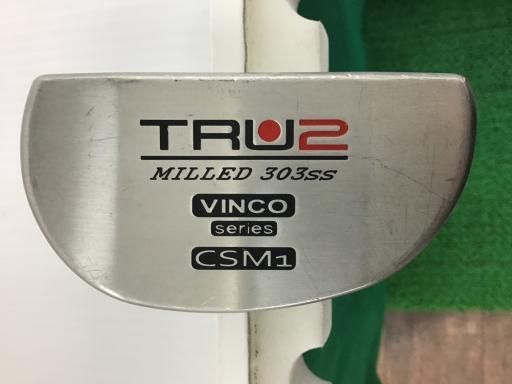 TRU2
MILLED 303SS
VINCO
series
CSM1